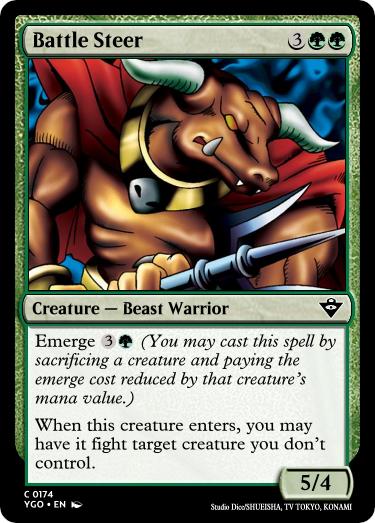 Battle Steer 3
Creature — Beast Warrior
Emerge 3 (You may cast this spell by
sacrificing a creature and paying the
emerge cost reduced by that creature's
mana value.)
When this creature enters, you may
have it fight target creature you don't
control.
5/4
C 0174
YGO • EN Studio Dice/SHUEISHA, TV TOKYO, KONAMI